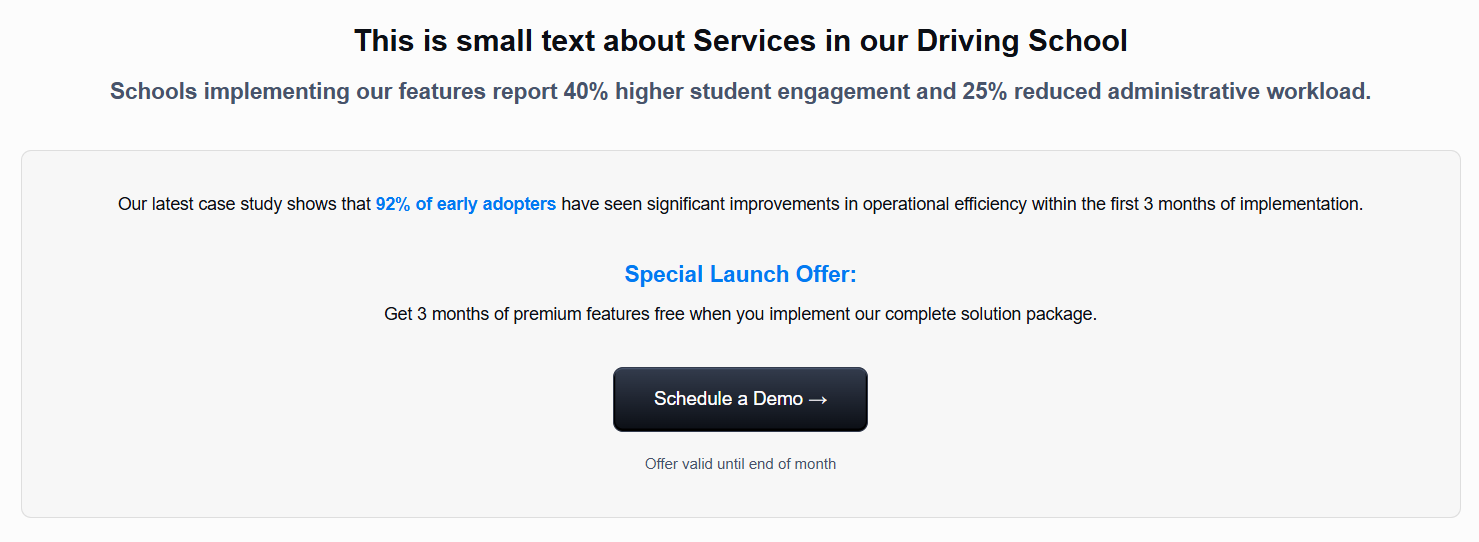 This is small text about Services in our Driving School
Schools implementing our features report 40% higher student engagement and 25% reduced administrative workload.
Our latest case study shows that 92% of early adopters have seen significant improvements in operational efficiency within the first 3 months of implementation.
Special Launch Offer:
Get 3 months of premium features free when you implement our complete solution package.
Schedule a Demo →
Offer valid until end of month